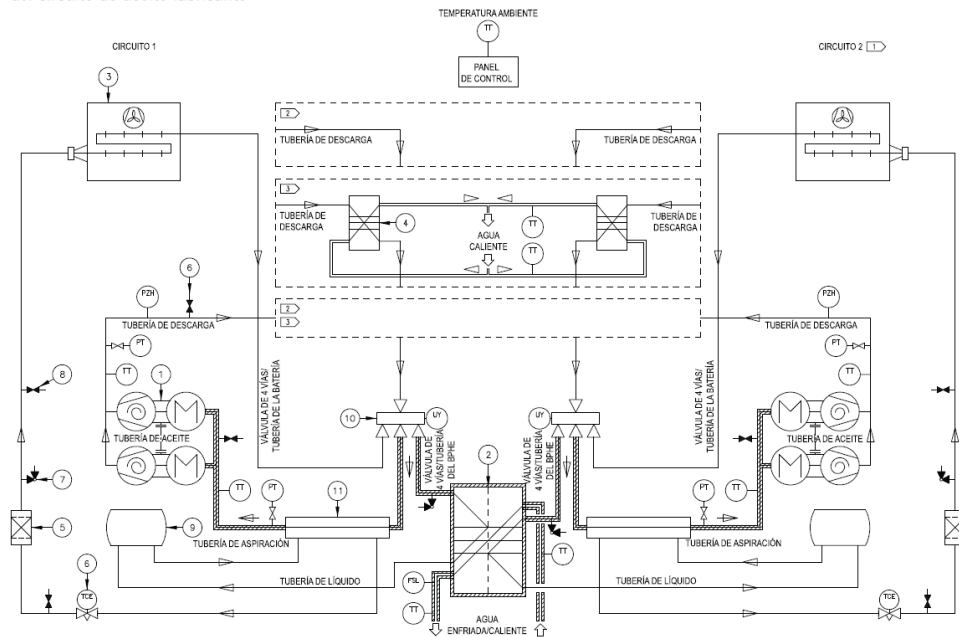 TEMPERATURA AMBIENTE
TT
PANEL
DE CONTROL
CIRCUITO 1
CIRCUITO 2 1
3
2
TUBERÍA DE DESCARGA
TUBERÍA DE DESCARGA
3
TUBERÍA DE
DESCARGA
4
AGUA
CALIENTE
TT
TT
TUBERÍA DE
DESCARGA
6
2
3
PZH
TUBERÍA DE DESCARGA
PT
TT
8
1
TUBERÍA DE ACEITE
7
5
9
6
TCE
VÁLVULA DE 4 VÍAS/
TUBERÍA DE LA BATERÍA
10
UY
VÁLVULA DE
4 VÍAS/TUBERÍA
DEL BPHE
2
VÁLVULA DE
4 VÍAS/TUBERÍA
DEL BPHE
UY
VÁLVULA DE 4 VÍAS/
TUBERÍA DE LA BATERÍA
PZH
TUBERÍA DE DESCARGA
PT
TT
TUBERÍA DE ACEITE
TT
PT
11
TUBERÍA DE ASPIRACIÓN
TUBERÍA DE LÍQUIDO
FSL
TT
AGUA
ENFRIADA/CALIENTE
TT
PT
TT
TUBERÍA DE ASPIRACIÓN
TUBERÍA DE LÍQUIDO
TCE